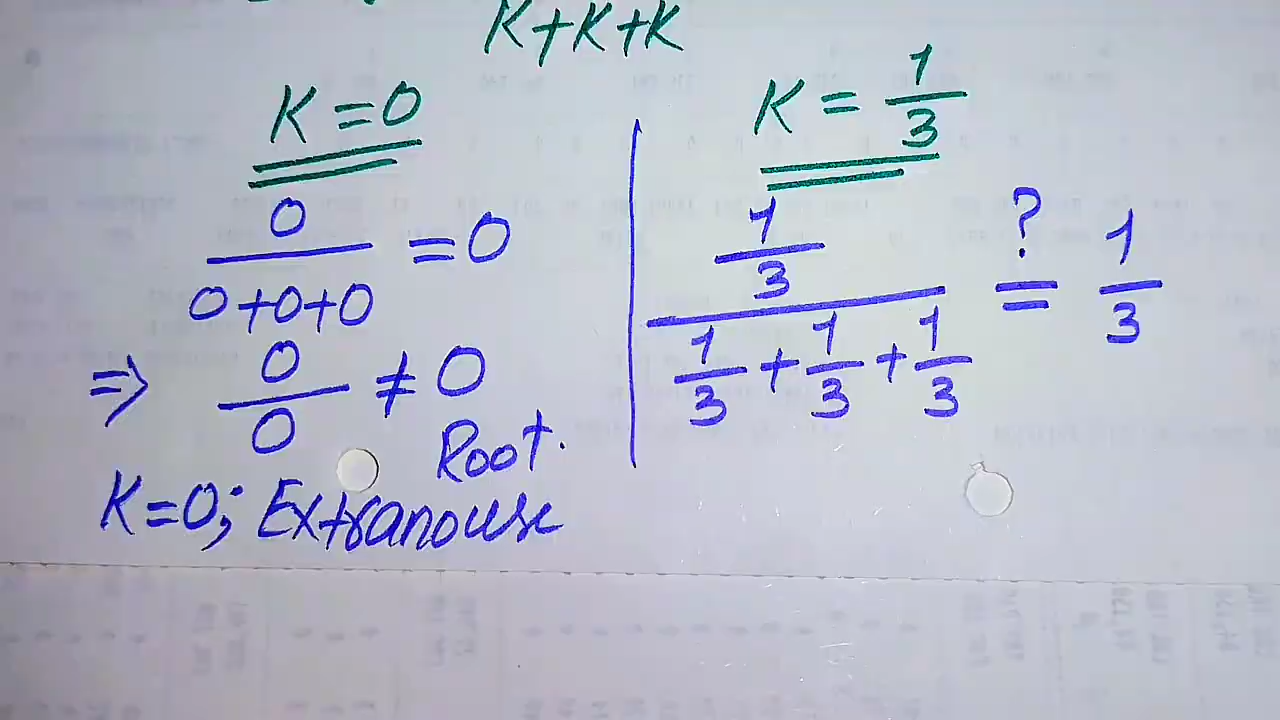 K+K+K
K=0
0
0+0+0
=0
⇒ 0/0 ≠ 0
Root.
K=0; Extranouse
K = 1/3
1/3
1/3 + 1/3 + 1/3
?
= 1/3